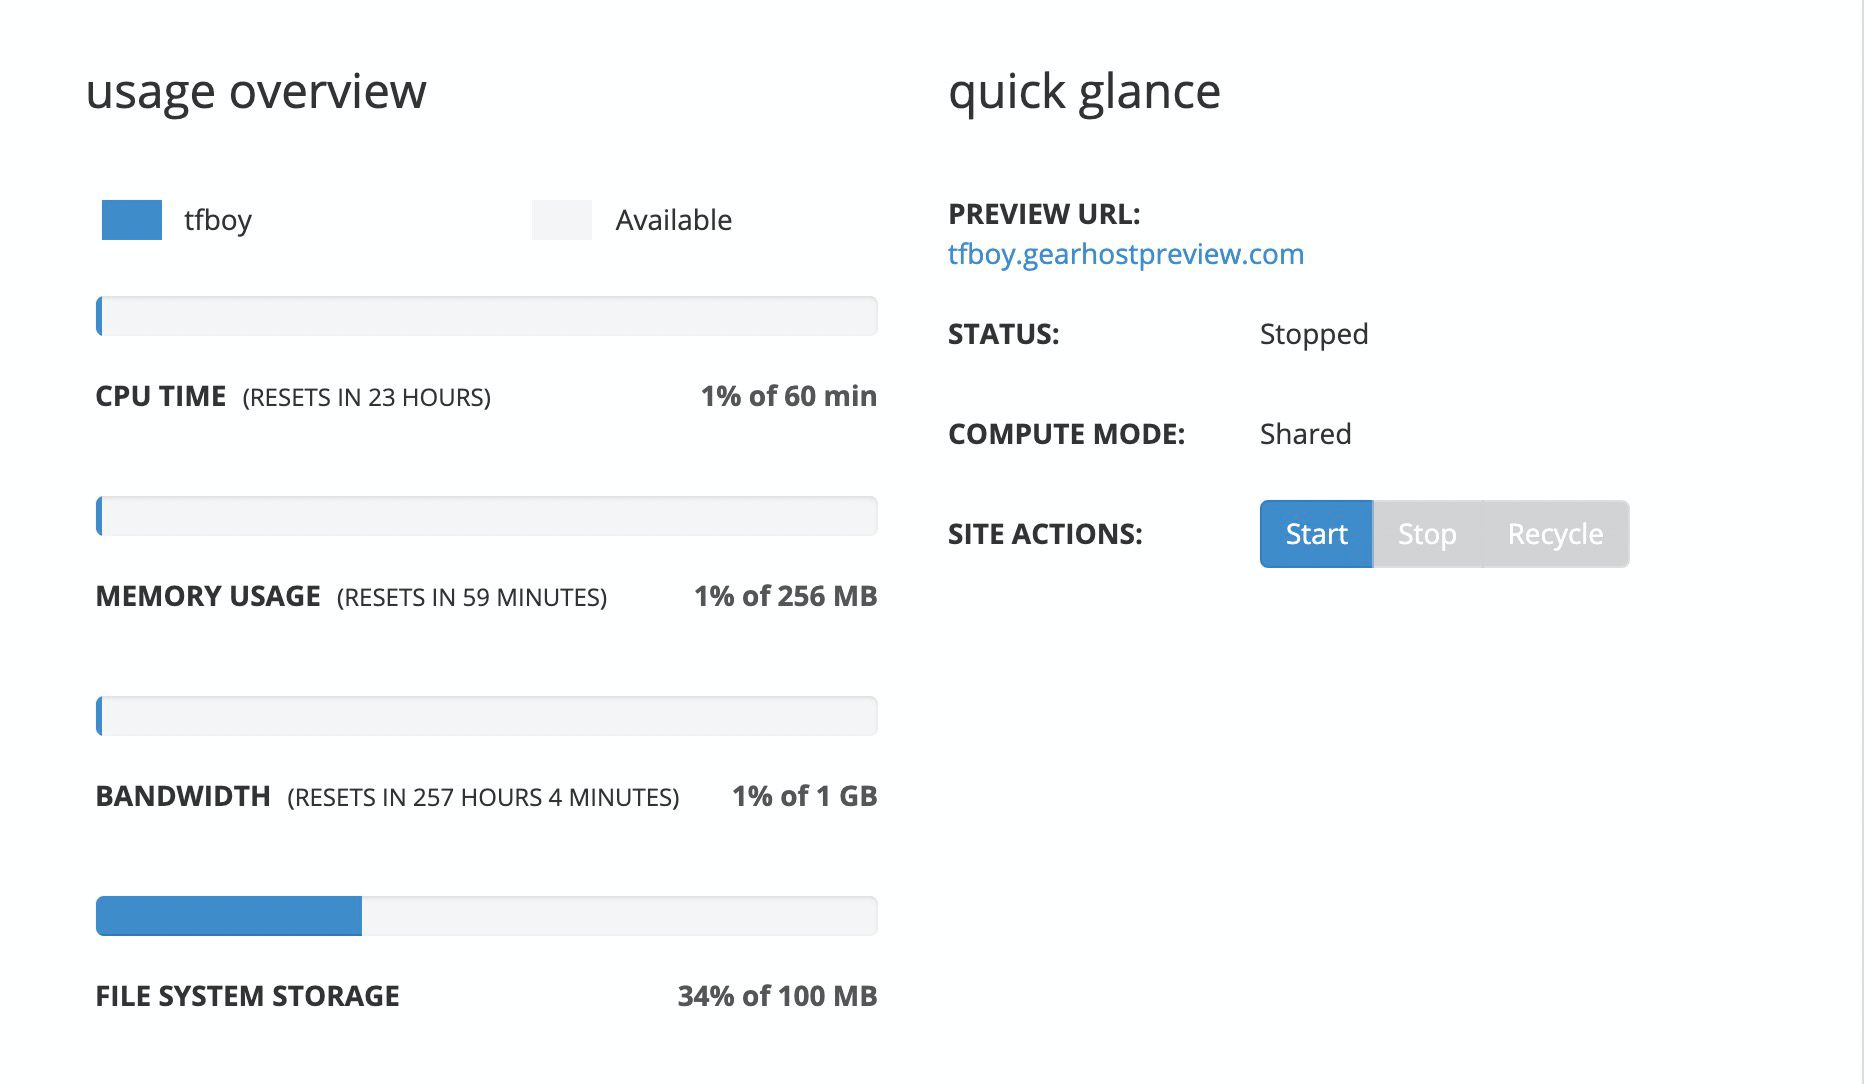 usage overview
tfboy
Available
CPU TIME (RESETS IN 23 HOURS) 1% of 60 min
MEMORY USAGE (RESETS IN 59 MINUTES) 1% of 256 MB
BANDWIDTH (RESETS IN 257 HOURS 4 MINUTES) 1% of 1 GB
FILE SYSTEM STORAGE 34% of 100 MB
quick glance
PREVIEW URL:
tfboy.gearhostpreview.com
STATUS: Stopped
COMPUTE MODE: Shared
SITE ACTIONS: Start Stop Recycle